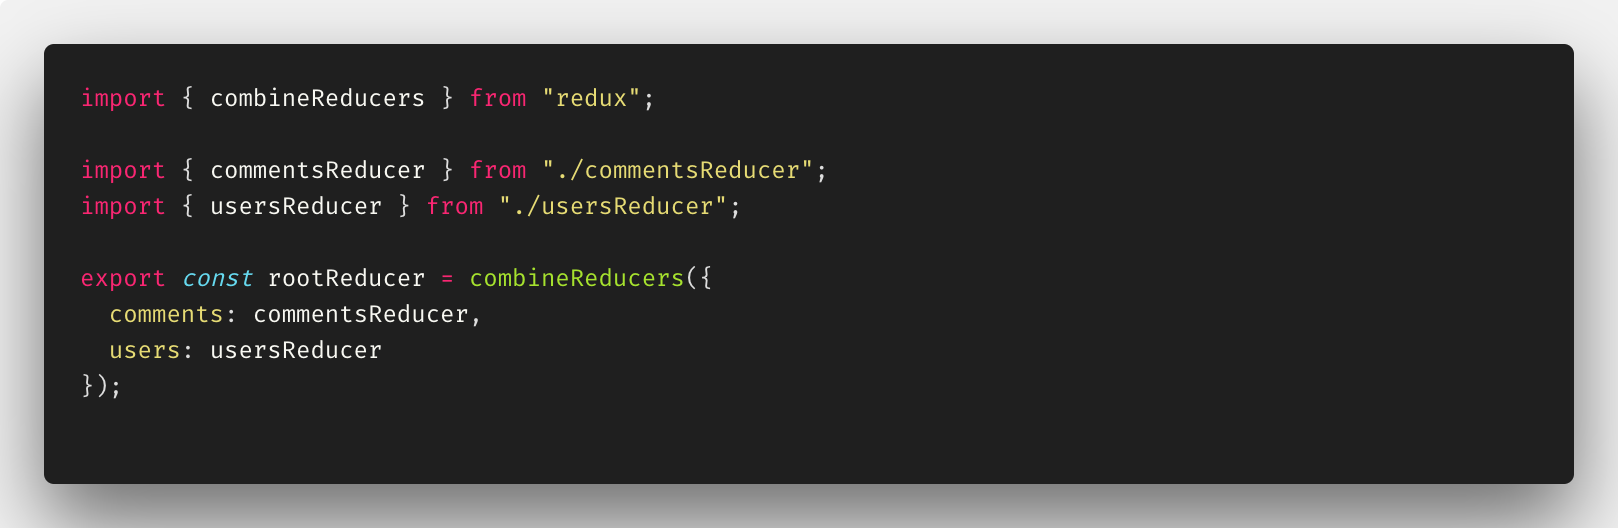 import { combineReducers } from "redux";
import { commentsReducer } from "./commentsReducer";
import { usersReducer } from "./usersReducer";
export const rootReducer = combineReducers({
  comments: commentsReducer,
  users: usersReducer
});